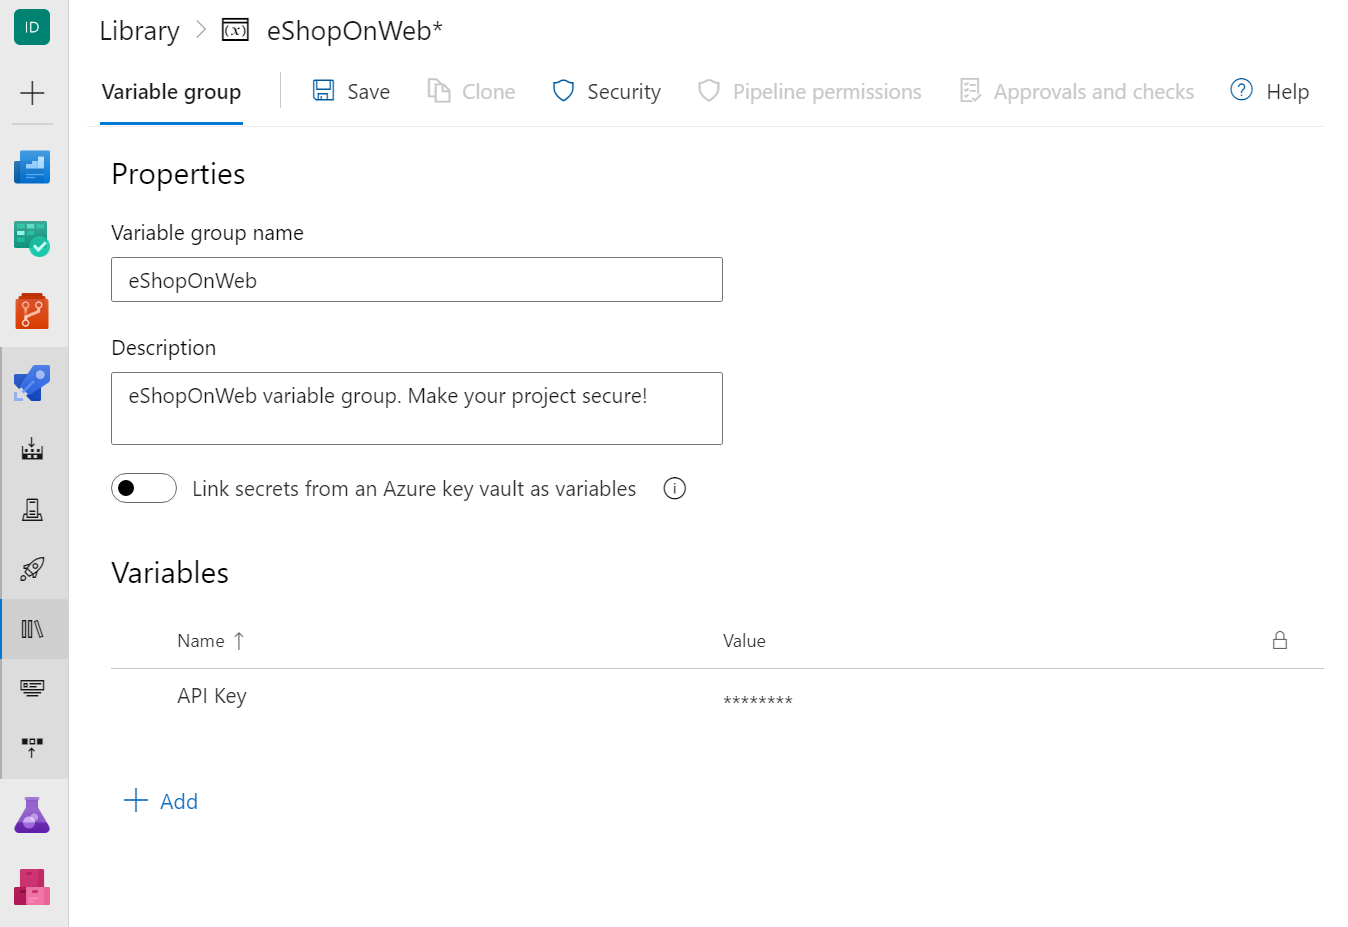 ID
Library > (x) eShopOnWeb*
Variable group Save Clone Security Pipeline permissions Approvals and checks ? Help
Properties
Variable group name
eShopOnWeb
Description
eShopOnWeb variable group. Make your project secure!
Link secrets from an Azure key vault as variables i
Variables
Name ↑ Value
API Key ********
+ Add